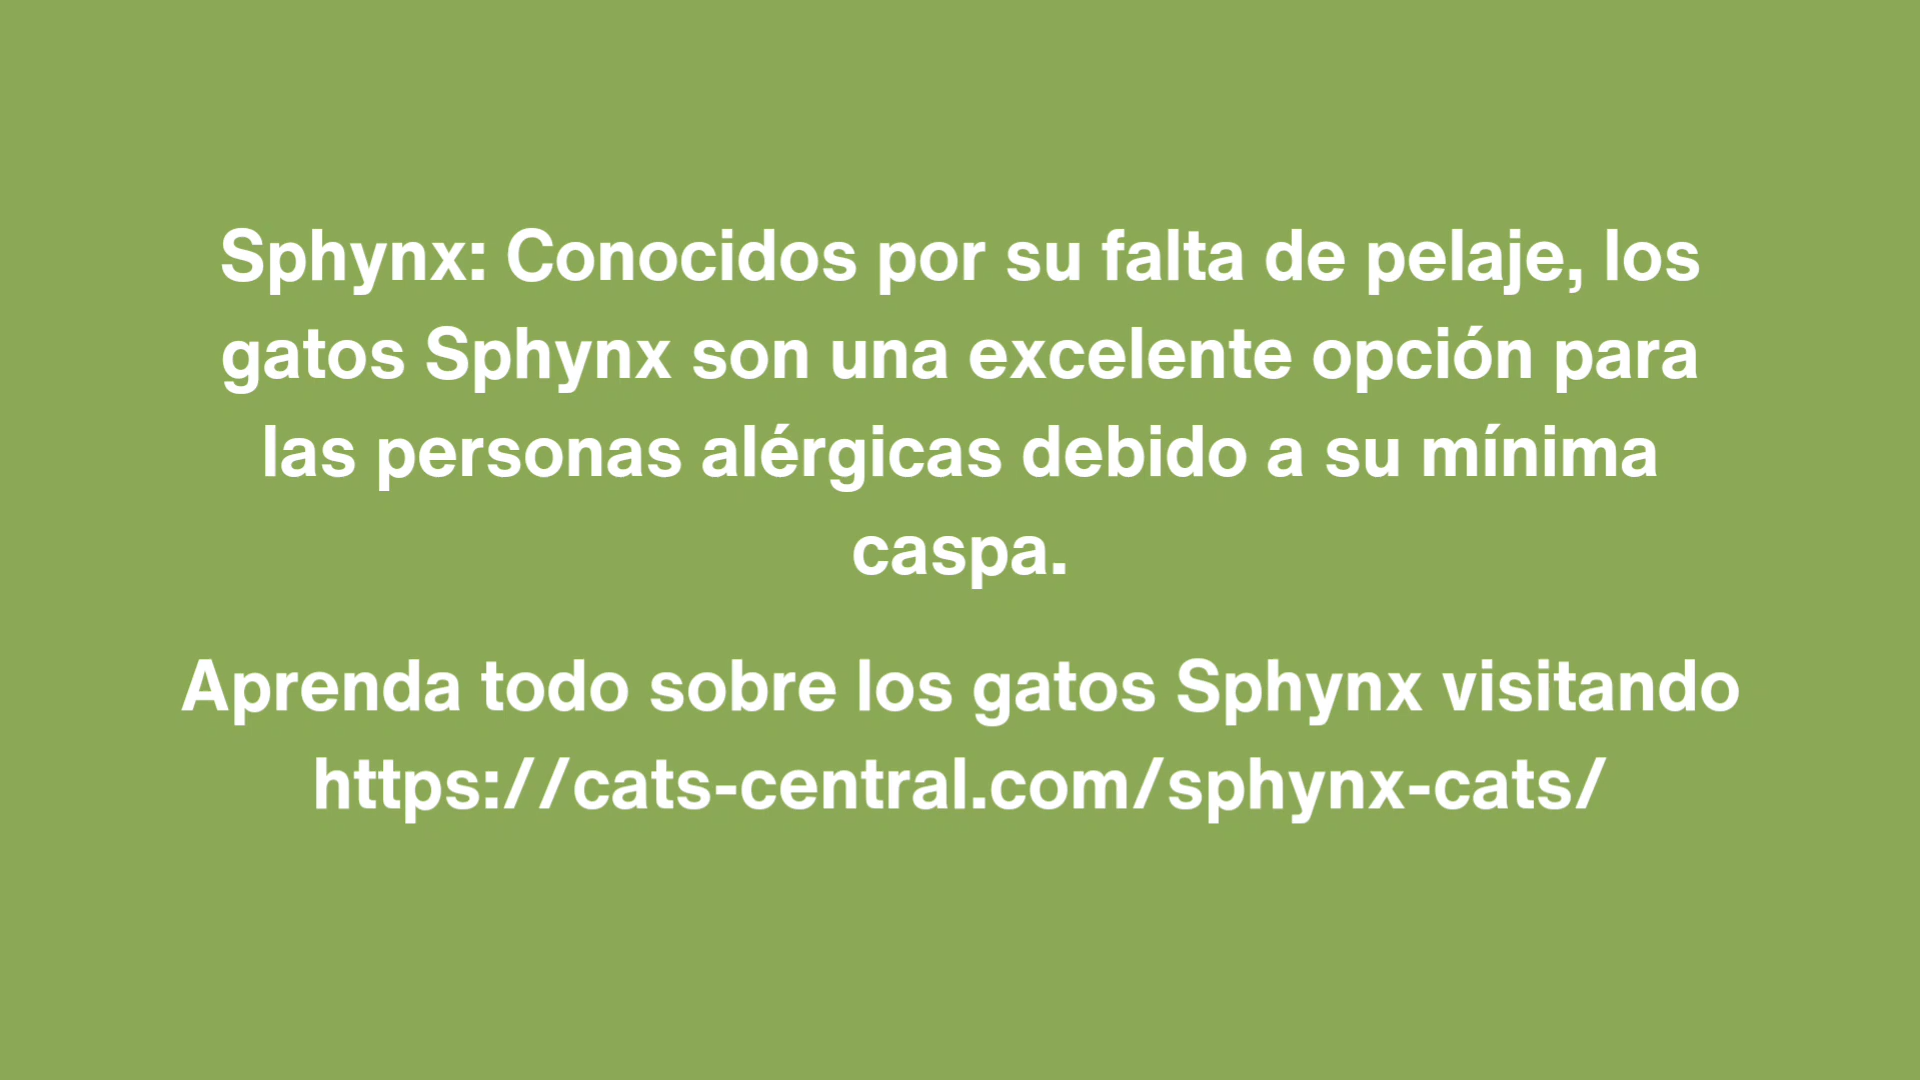 Sphynx: Conocidos por su falta de pelaje, los
gatos Sphynx son una excelente opción para
las personas alérgicas debido a su mínima
caspa.
Aprenda todo sobre los gatos Sphynx visitando
https://cats-central.com/sphynx-cats/